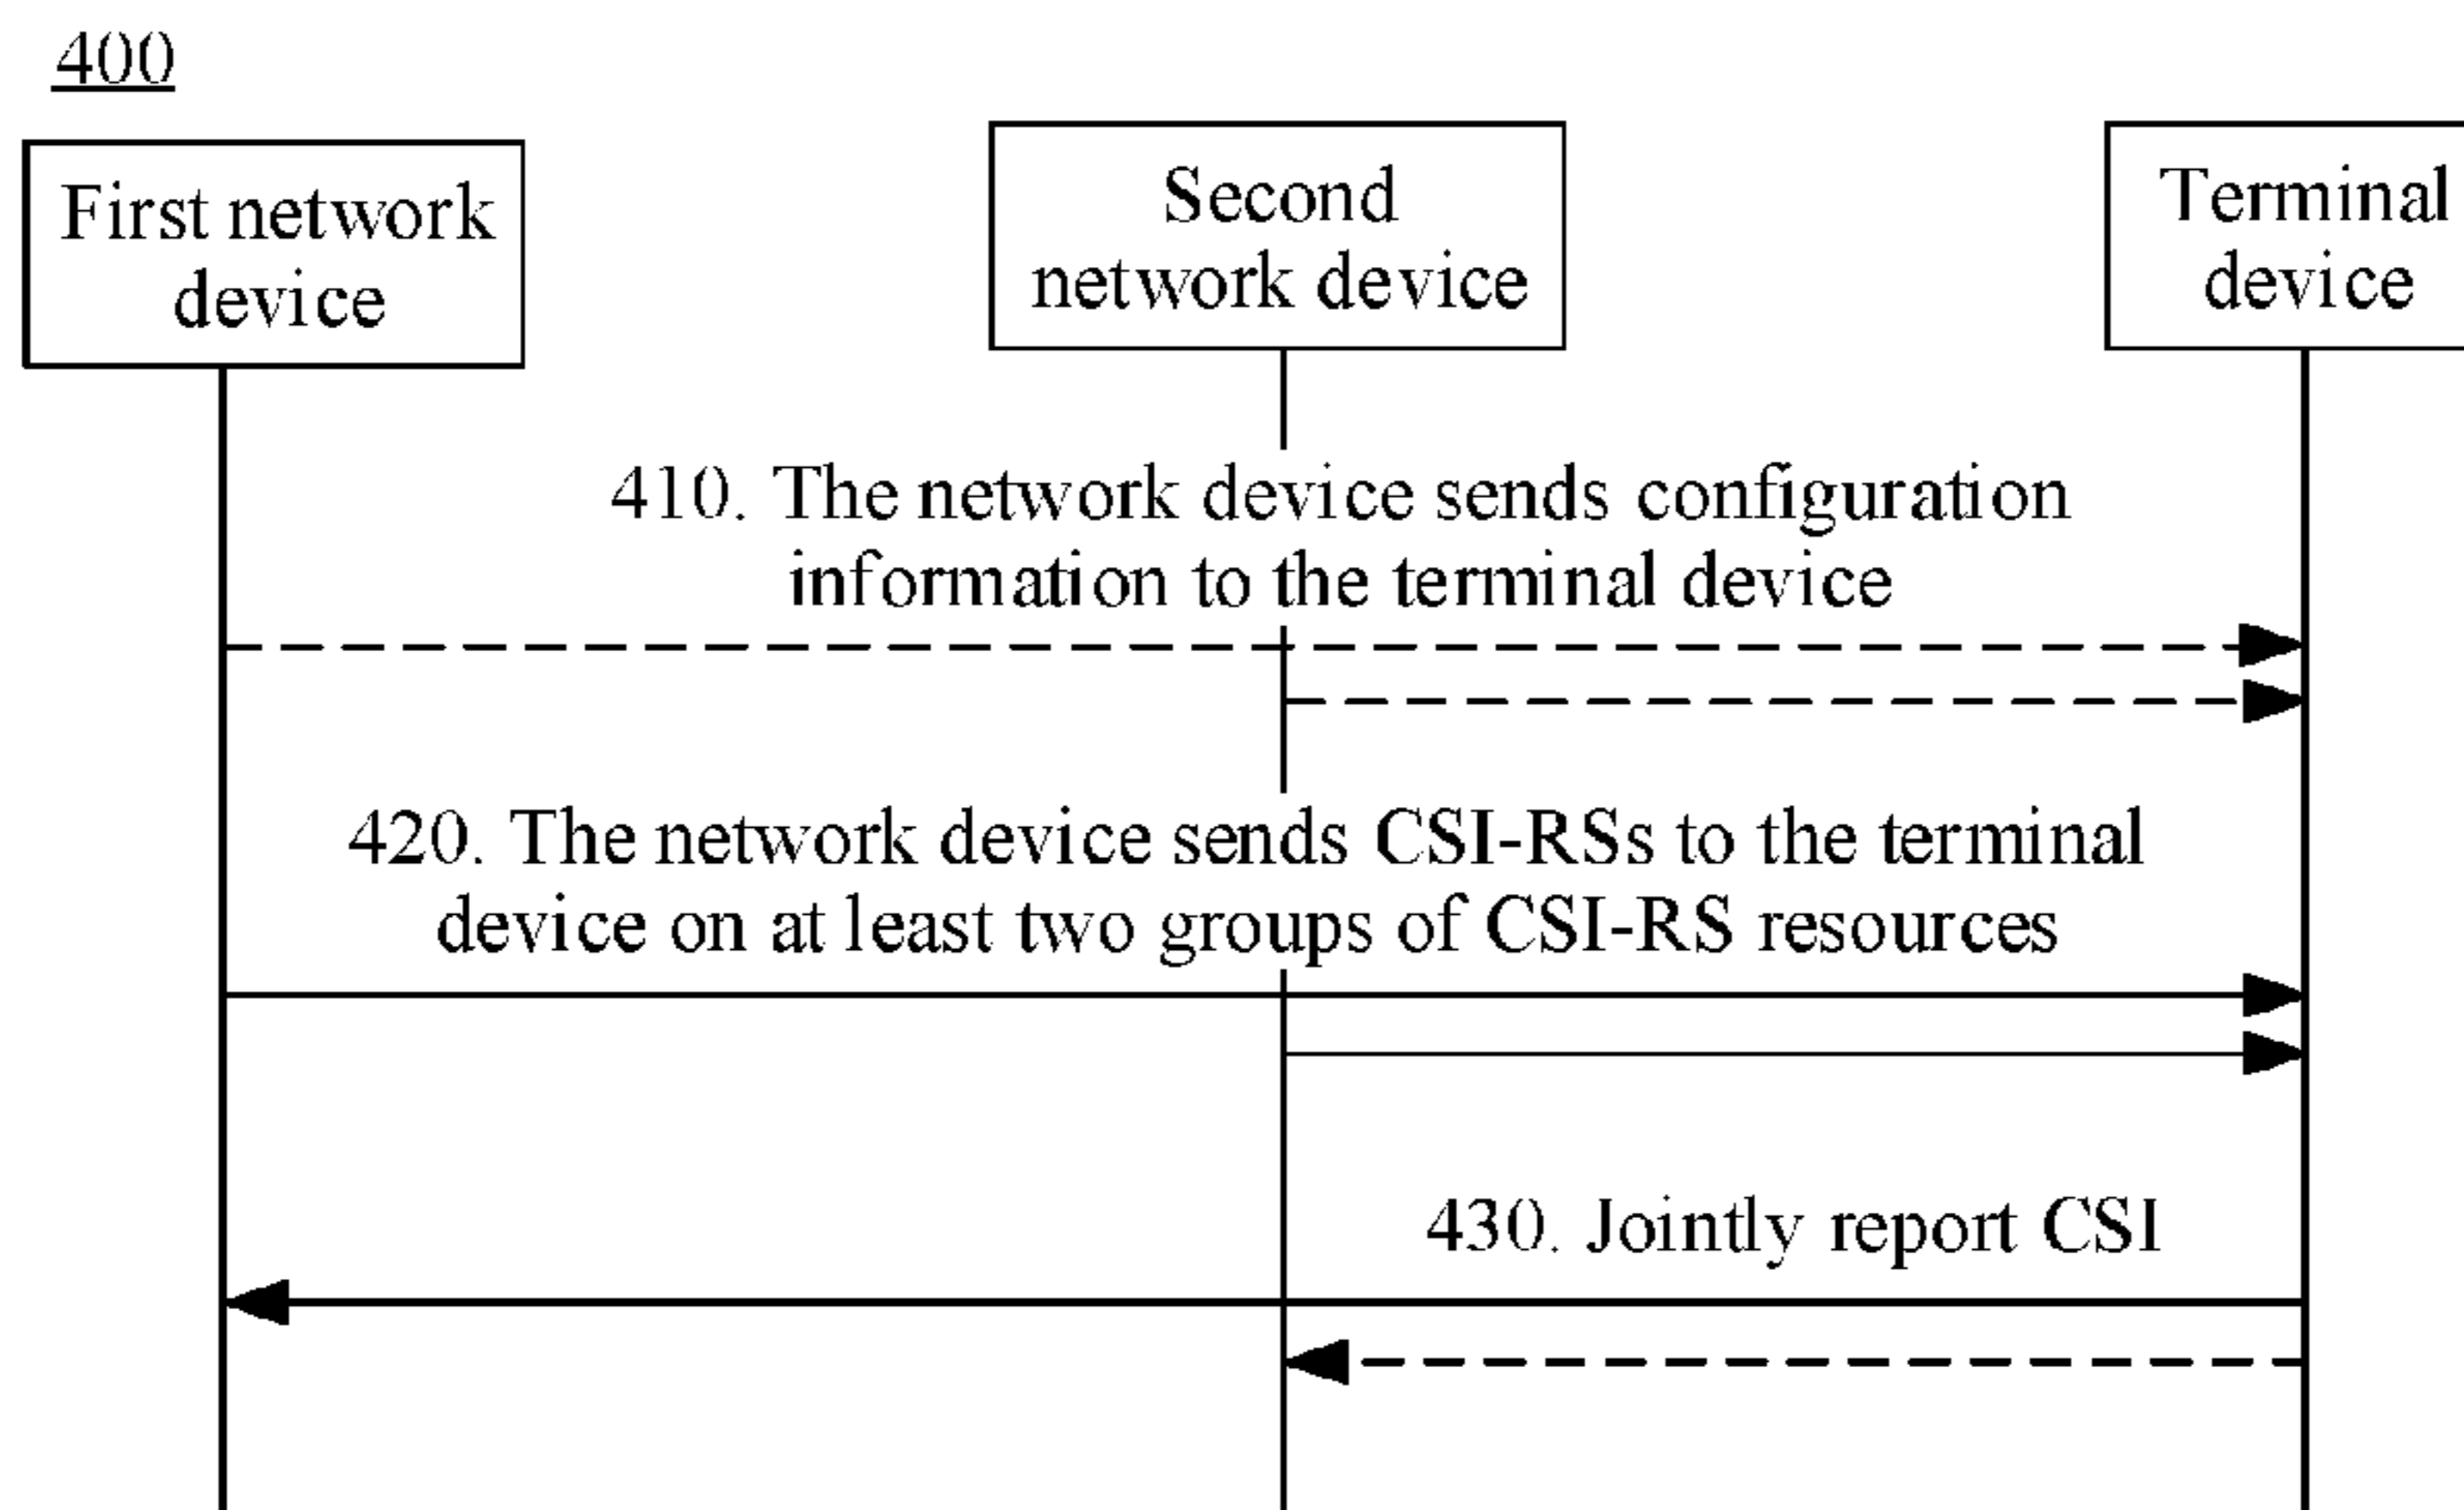 400
First network
device
Second
network device
Terminal
device
410. The network device sends configuration
information to the terminal device
420. The network device sends CSI-RSs to the terminal
device on at least two groups of CSI-RS resources
430. Jointly report CSI